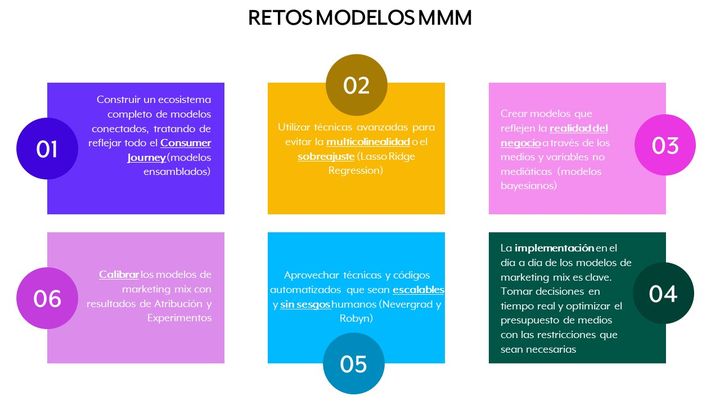 RETOS MODELOS MMM
01
Construir un ecosistema
completo de modelos
conectados, tratando de
reflejar todo el Consumer
Journey (modelos
ensamblados)
02
Utilizar técnicas avanzadas para
evitar la multicolinealidad o el
sobreajuste (Lasso Ridge
Regression)
03
Crear modelos que
reflejen la realidad del
negocio a través de los
medios y variables no
mediáticas (modelos
bayesianos)
04
La implementación en el
día a día de los modelos de
marketing mix es clave.
Tomar decisiones en
tiempo real y optimizar el
presupuesto de medios
con las restricciones que
sean necesarias
05
Aprovechar técnicas y códigos
automatizados que sean escalables
y sin sesgos humanos (Nevergrad y
Robyn)
06
Calibrar los modelos de
marketing mix con
resultados de Atribución y
Experimentos